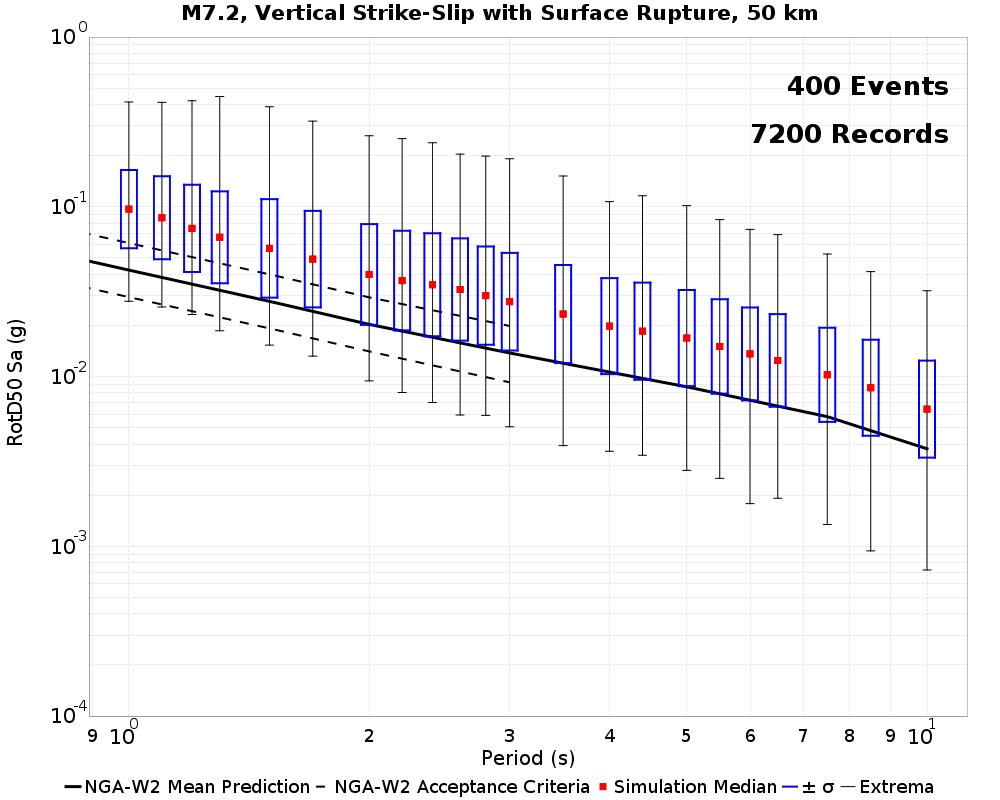 M7.2, Vertical Strike-Slip with Surface Rupture, 50 km
400 Events
7200 Records
RotD50 Sa (g)
10^0
10^-1
10^-2
10^-3
10^-4
9 10^0 2 3 4 5 6 7 8 9 10^1
Period (s)
NGA-W2 Mean Prediction NGA-W2 Acceptance Criteria Simulation Median ± σ Extrema